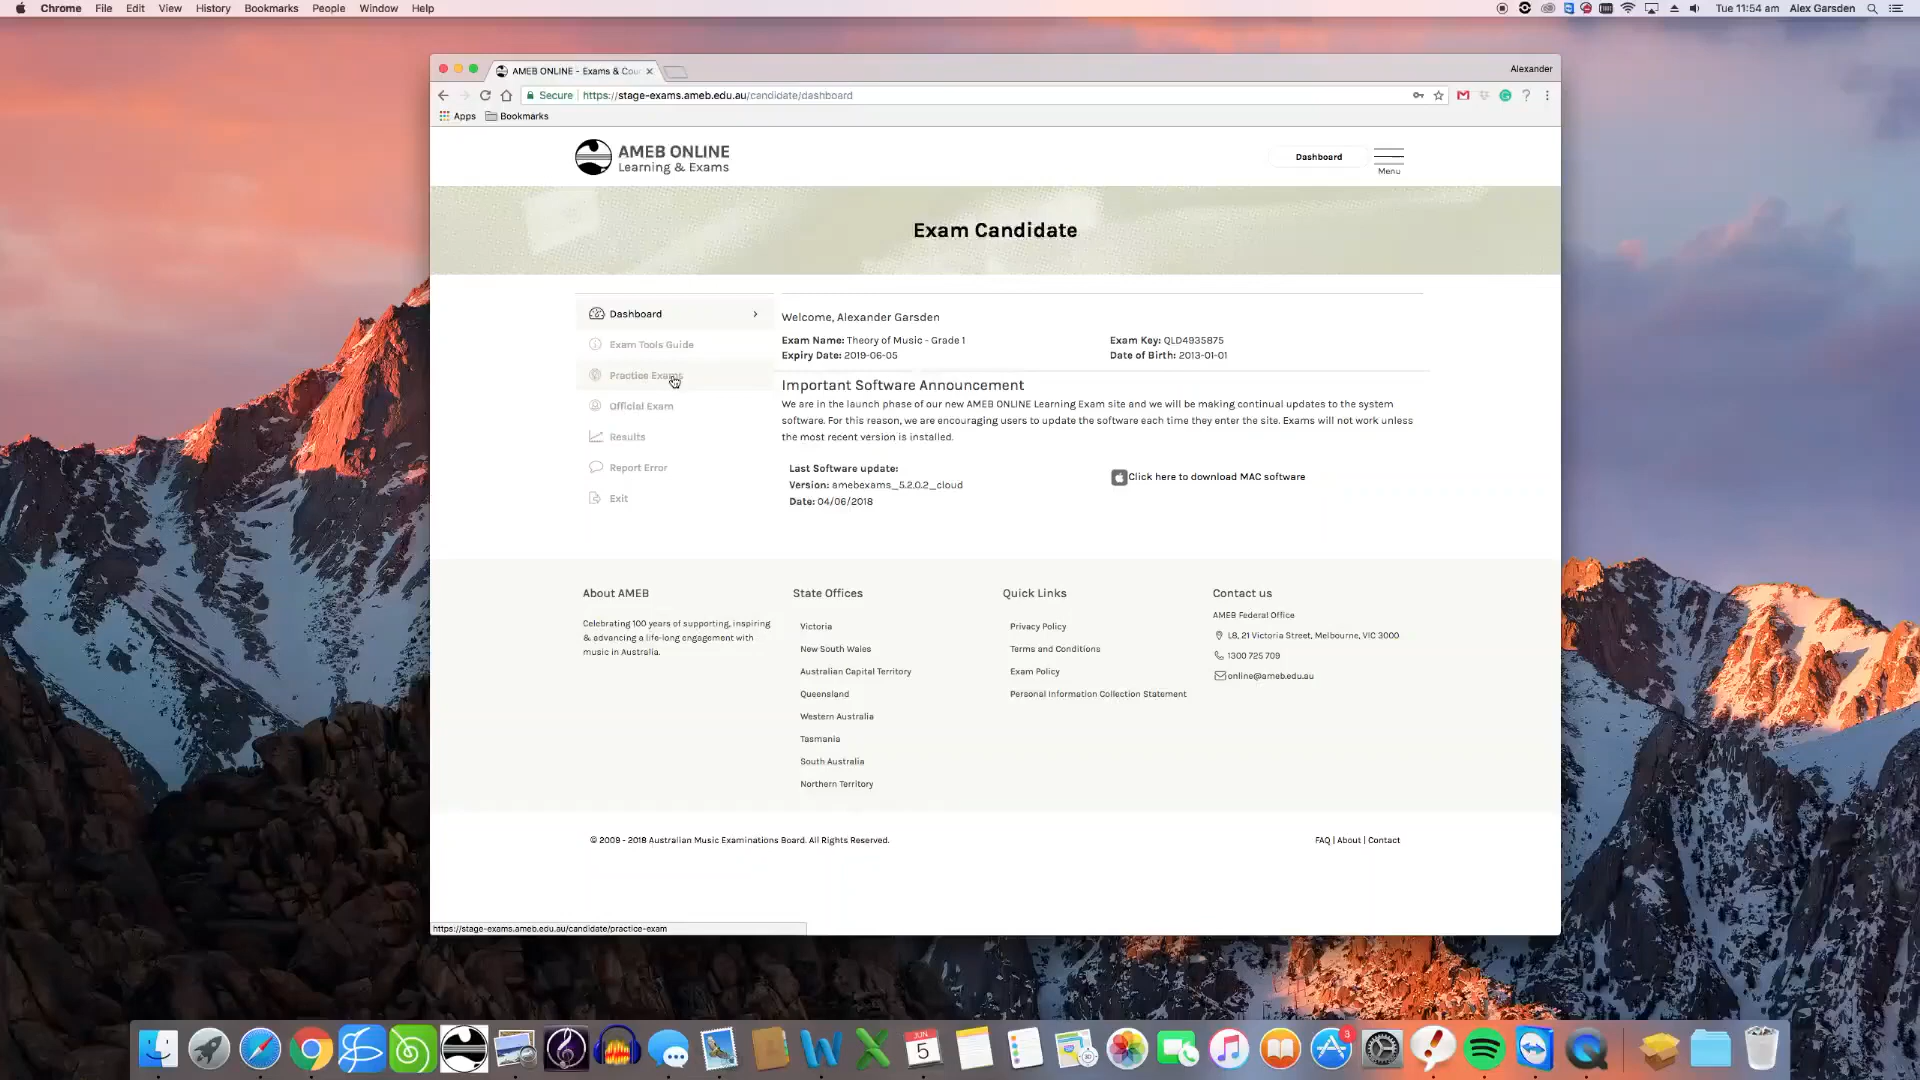 Chrome File Edit View History Bookmarks People Window Help
Tue 11:54 am Alex Garsden
AMEB ONLINE - Exams & Cou
Alexander
Secure https://stage-exams.ameb.edu.au/candidate/dashboard
Apps Bookmarks
AMEB ONLINE
Learning & Exams
Dashboard
Menu
Exam Candidate
Dashboard
Exam Tools Guide
Practice Exams
Official Exam
Results
Report Error
Exit
Welcome, Alexander Garsden
Exam Name: Theory of Music - Grade 1
Exam Key: QLD4935875
Expiry Date: 2019-06-05
Date of Birth: 2013-01-01
Important Software Announcement
We are in the launch phase of our new AMEB ONLINE Learning Exam site and we will be making continual updates to the system
software. For this reason, we are encouraging users to update the software each time they enter the site. Exams will not work unless
the most recent version is installed.
Last Software update:
Version: amebexams_5.2.0.2_cloud
Date: 04/06/2018
Click here to download MAC software
About AMEB
Celebrating 100 years of supporting, inspiring
& advancing a life-long engagement with
music in Australia.
State Offices
Victoria
New South Wales
Australian Capital Territory
Queensland
Western Australia
Tasmania
South Australia
Northern Territory
Quick Links
Privacy Policy
Terms and Conditions
Exam Policy
Personal Information Collection Statement
Contact us
AMEB Federal Office
L8, 21 Victoria Street, Melbourne, VIC 3000
1300 725 709
online@ameb.edu.au
© 2009 - 2018 Australian Music Examinations Board. All Rights Reserved.
FAQ | About | Contact
https://stage-exams.ameb.edu.au/candidate/practice-exam
JUN
5
3